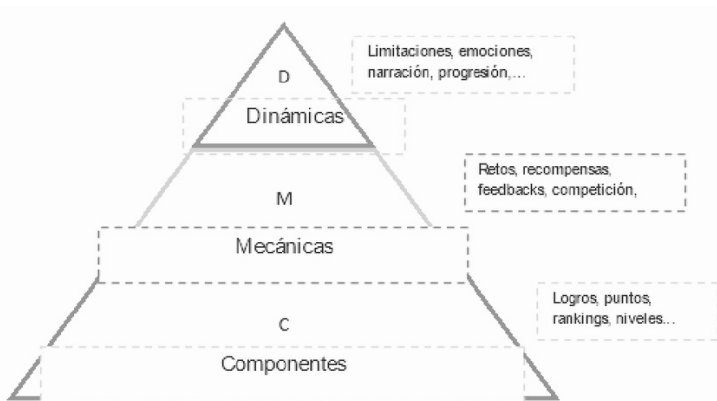 D
Dinámicas
Limitaciones, emociones,
narración, progresión,...
M
Mecánicas
Retos, recompensas,
feedbacks, competición,
C
Componentes
Logros, puntos,
rankings, niveles...